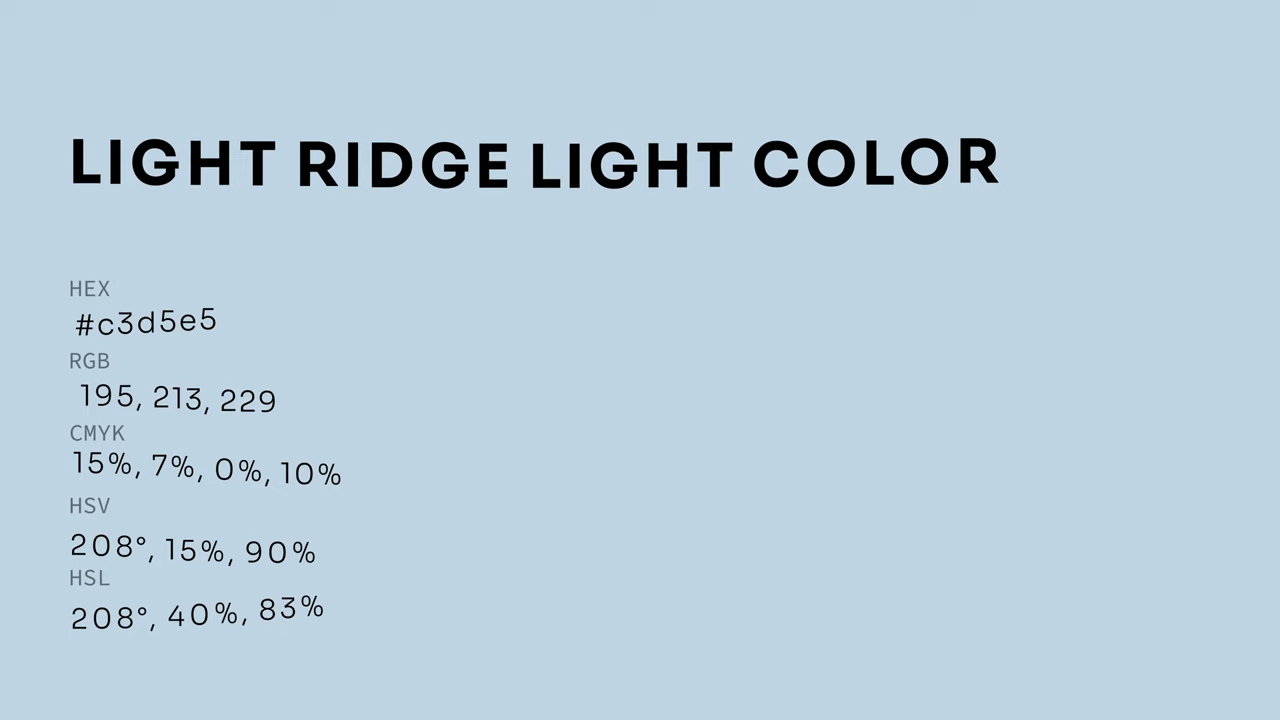 LIGHT RIDGE LIGHT COLOR
HEX
#c3d5e5
RGB
195, 213, 229
CMYK
15%, 7%, 0%, 10%
HSV
208°, 15%, 90%
HSL
208°, 40%, 83%